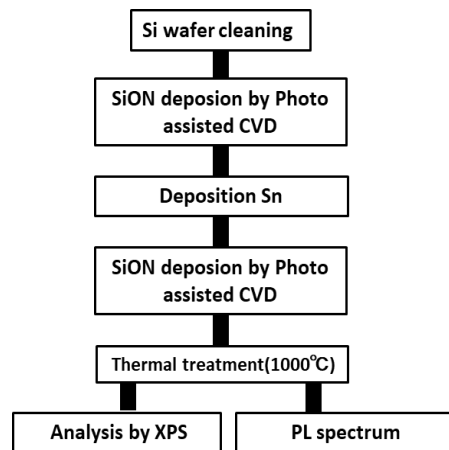 Si wafer cleaning
SiON deposion by Photo
assisted CVD
Deposition Sn
SiON deposion by Photo
assisted CVD
Thermal treatment(1000℃)
Analysis by XPS
PL spectrum